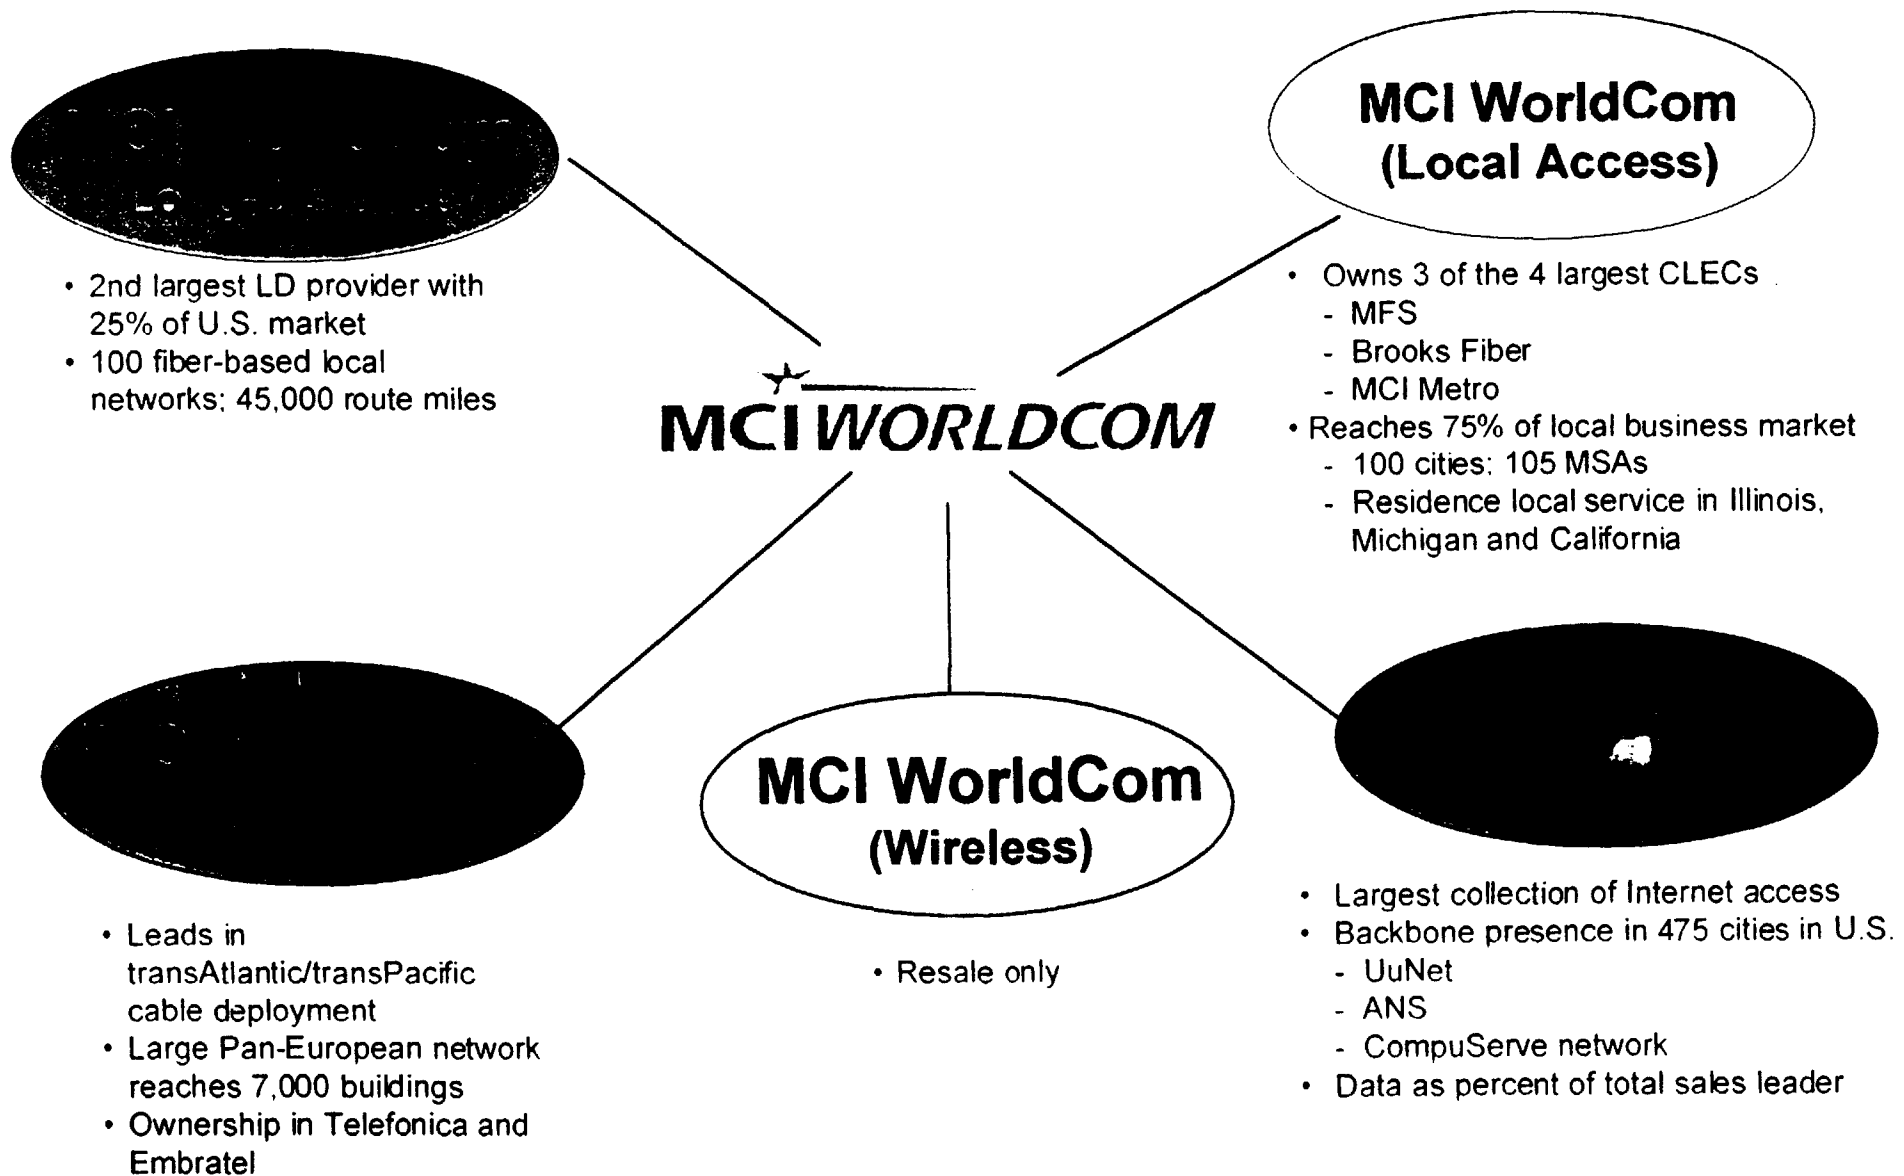 MCI WorldCom
(Local Access)
• 2nd largest LD provider with
25% of U.S. market
• 100 fiber-based local
networks; 45,000 route miles
• Owns 3 of the 4 largest CLECs
- MFS
- Brooks Fiber
- MCI Metro
• Reaches 75% of local business market
- 100 cities; 105 MSAs
- Residence local service in Illinois,
Michigan and California
MCI WORLDCOM
• Leads in
transAtlantic/transPacific
cable deployment
• Large Pan-European network
reaches 7,000 buildings
• Ownership in Telefonica and
Embratel
MCI WorldCom
(Wireless)
• Resale only
• Largest collection of Internet access
• Backbone presence in 475 cities in U.S.
- UuNet
- ANS
- CompuServe network
• Data as percent of total sales leader